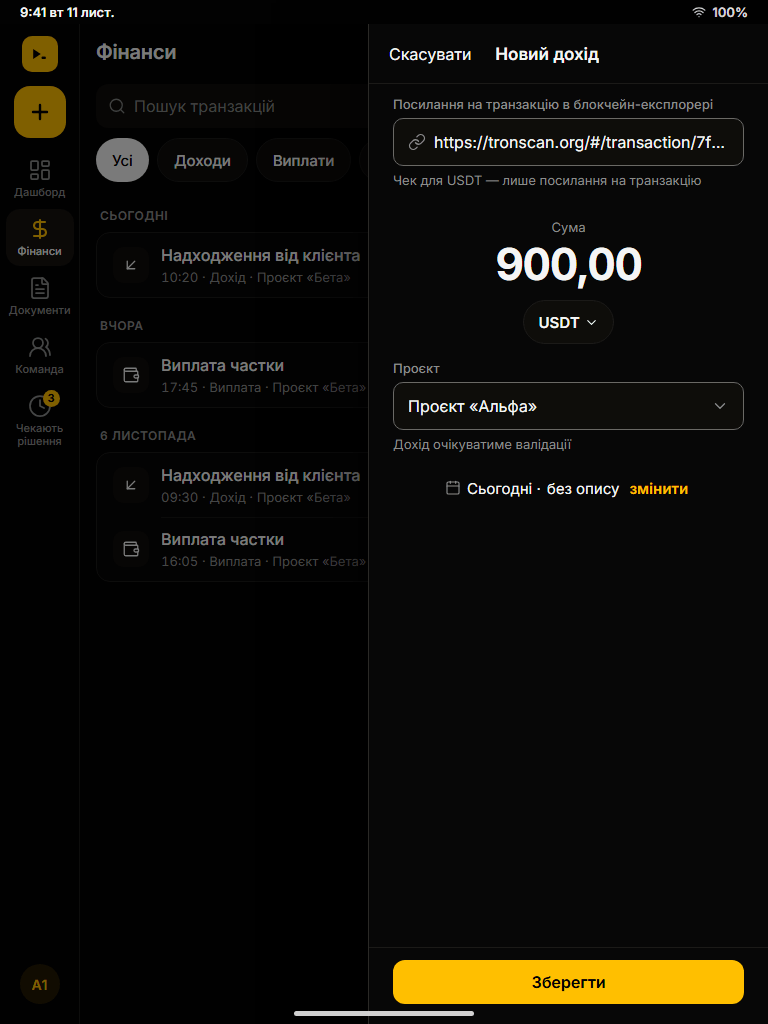 9:41 вт 11 лист.
100%
Фінанси
Скасувати
Новий дохід
Пошук транзакцій
Усі
Доходи
Виплати
Дашборд
Фінанси
Документи
Команда
3
Чекають
рішення
А1
СЬОГОДНІ
Надходження від клієнта
10:20 · Дохід · Проєкт «Бета»
ВЧОРА
Виплата частки
17:45 · Виплата · Проєкт «Бета»
6 ЛИСТОПАДА
Надходження від клієнта
09:30 · Дохід · Проєкт «Бета»
Виплата частки
16:05 · Виплата · Проєкт «Бета»
Посилання на транзакцію в блокчейн-експлорері
https://tronscan.org/#/transaction/7f...
Чек для USDT — лише посилання на транзакцію
Сума
900,00
USDT
Проєкт
Проєкт «Альфа»
Дохід очікуватиме валідації
Сьогодні · без опису змінити
Зберегти